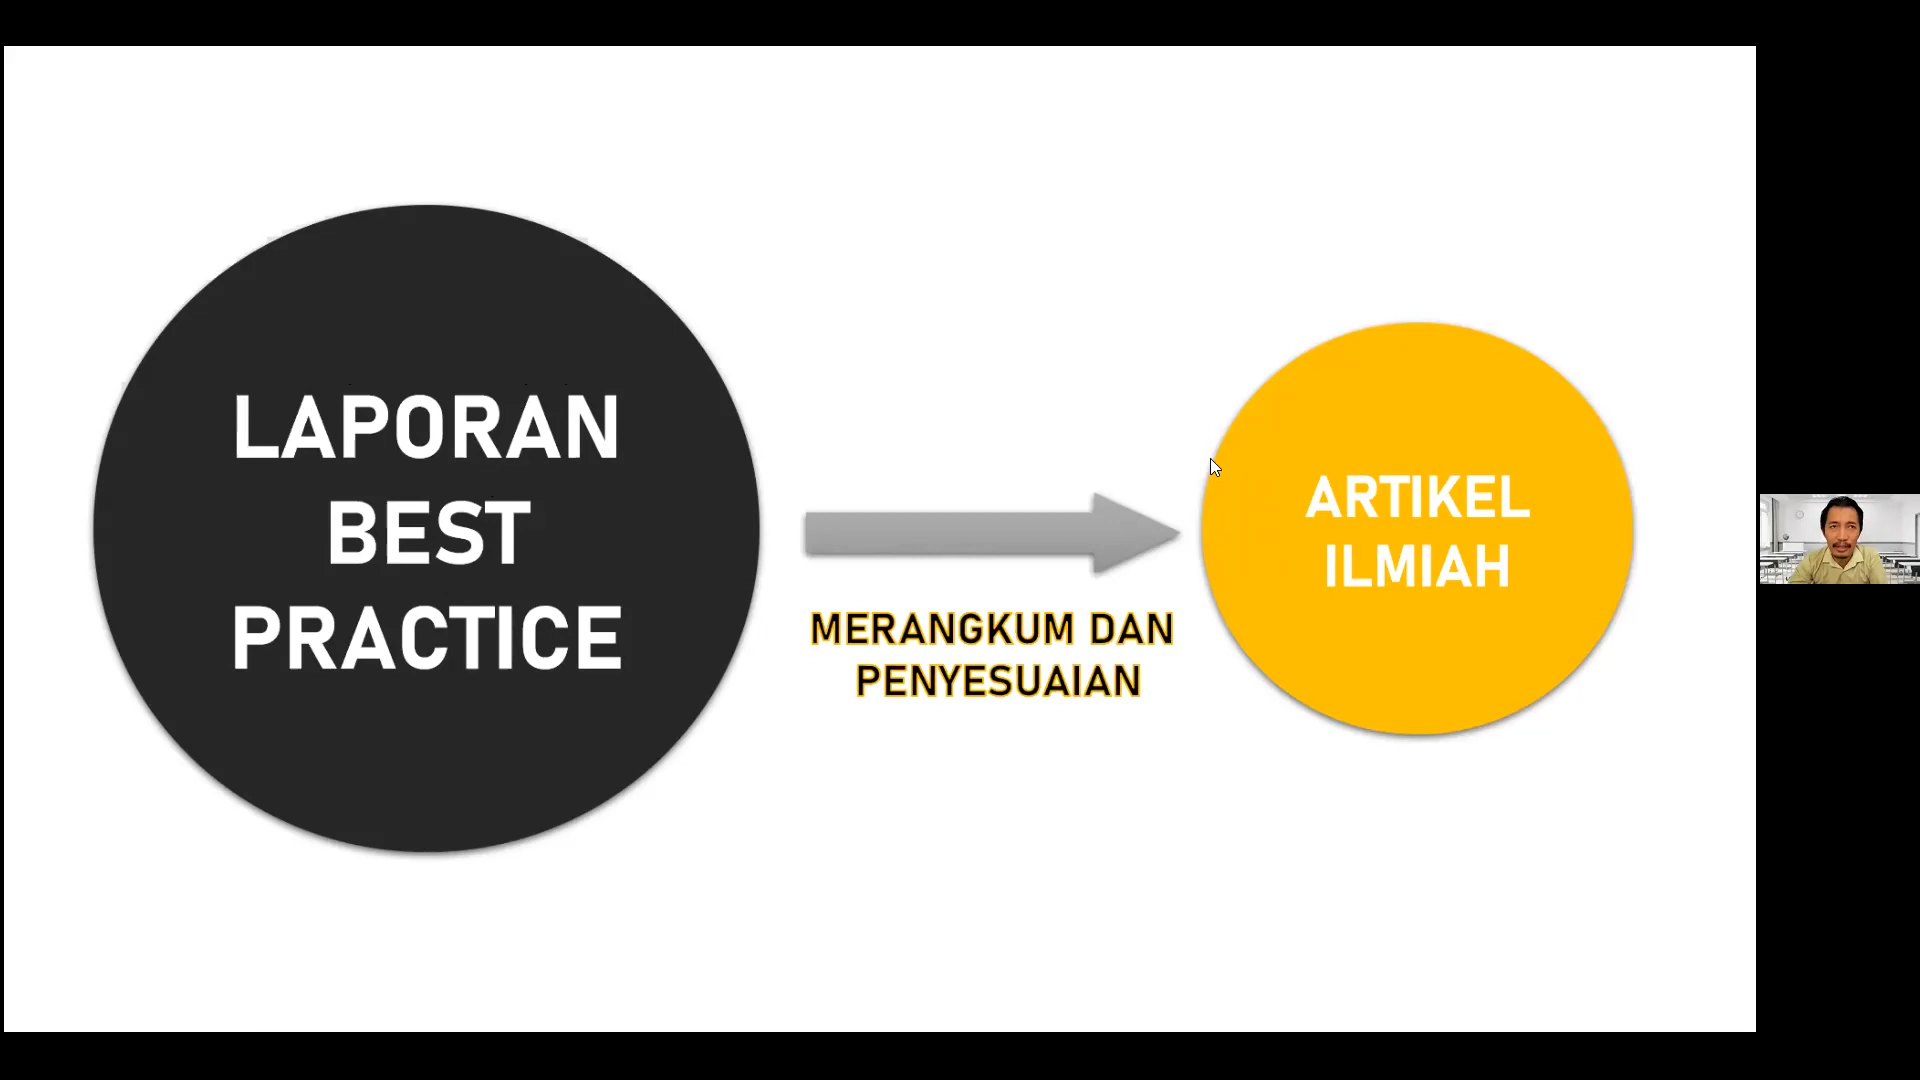 LAPORAN
BEST
PRACTICE
MERANGKUM DAN
PENYESUAIAN
ARTIKEL
ILMIAH